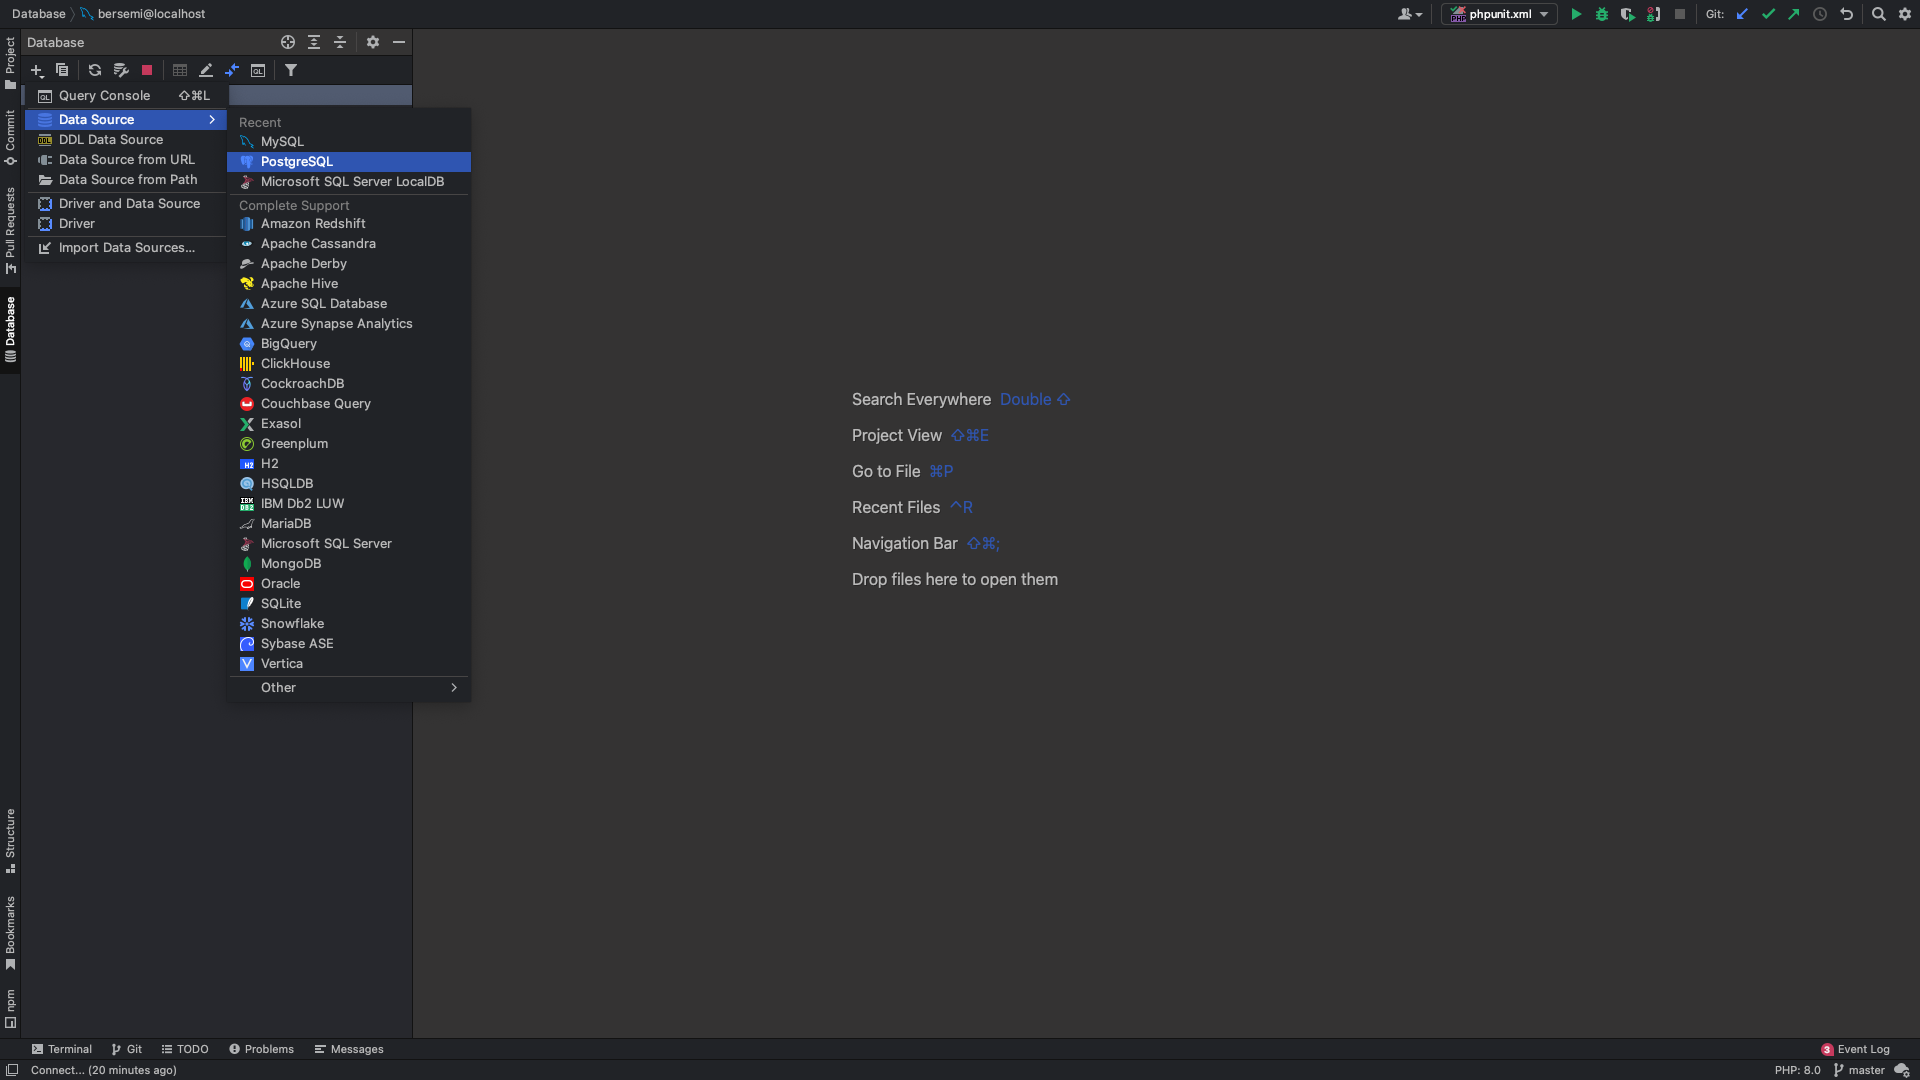 Database
bersemi@localhost
phpunit.xml
Git:
Database
Project
Commit
Pull Requests
Database
Structure
Bookmarks
npm
Query Console ⇧⌘L
Data Source
DDL Data Source
Data Source from URL
Data Source from Path
Driver and Data Source
Driver
Import Data Sources...
Recent
MySQL
PostgreSQL
Microsoft SQL Server LocalDB
Complete Support
Amazon Redshift
Apache Cassandra
Apache Derby
Apache Hive
Azure SQL Database
Azure Synapse Analytics
BigQuery
ClickHouse
CockroachDB
Couchbase Query
Exasol
Greenplum
H2
HSQLDB
IBM Db2 LUW
MariaDB
Microsoft SQL Server
MongoDB
Oracle
SQLite
Snowflake
Sybase ASE
Vertica
Other
Search Everywhere Double ⇧
Project View ⇧⌘E
Go to File ⌘P
Recent Files ^R
Navigation Bar ⇧⌘;
Drop files here to open them
Terminal
Git
TODO
Problems
Messages
3 Event Log
Connect... (20 minutes ago)
PHP: 8.0
master